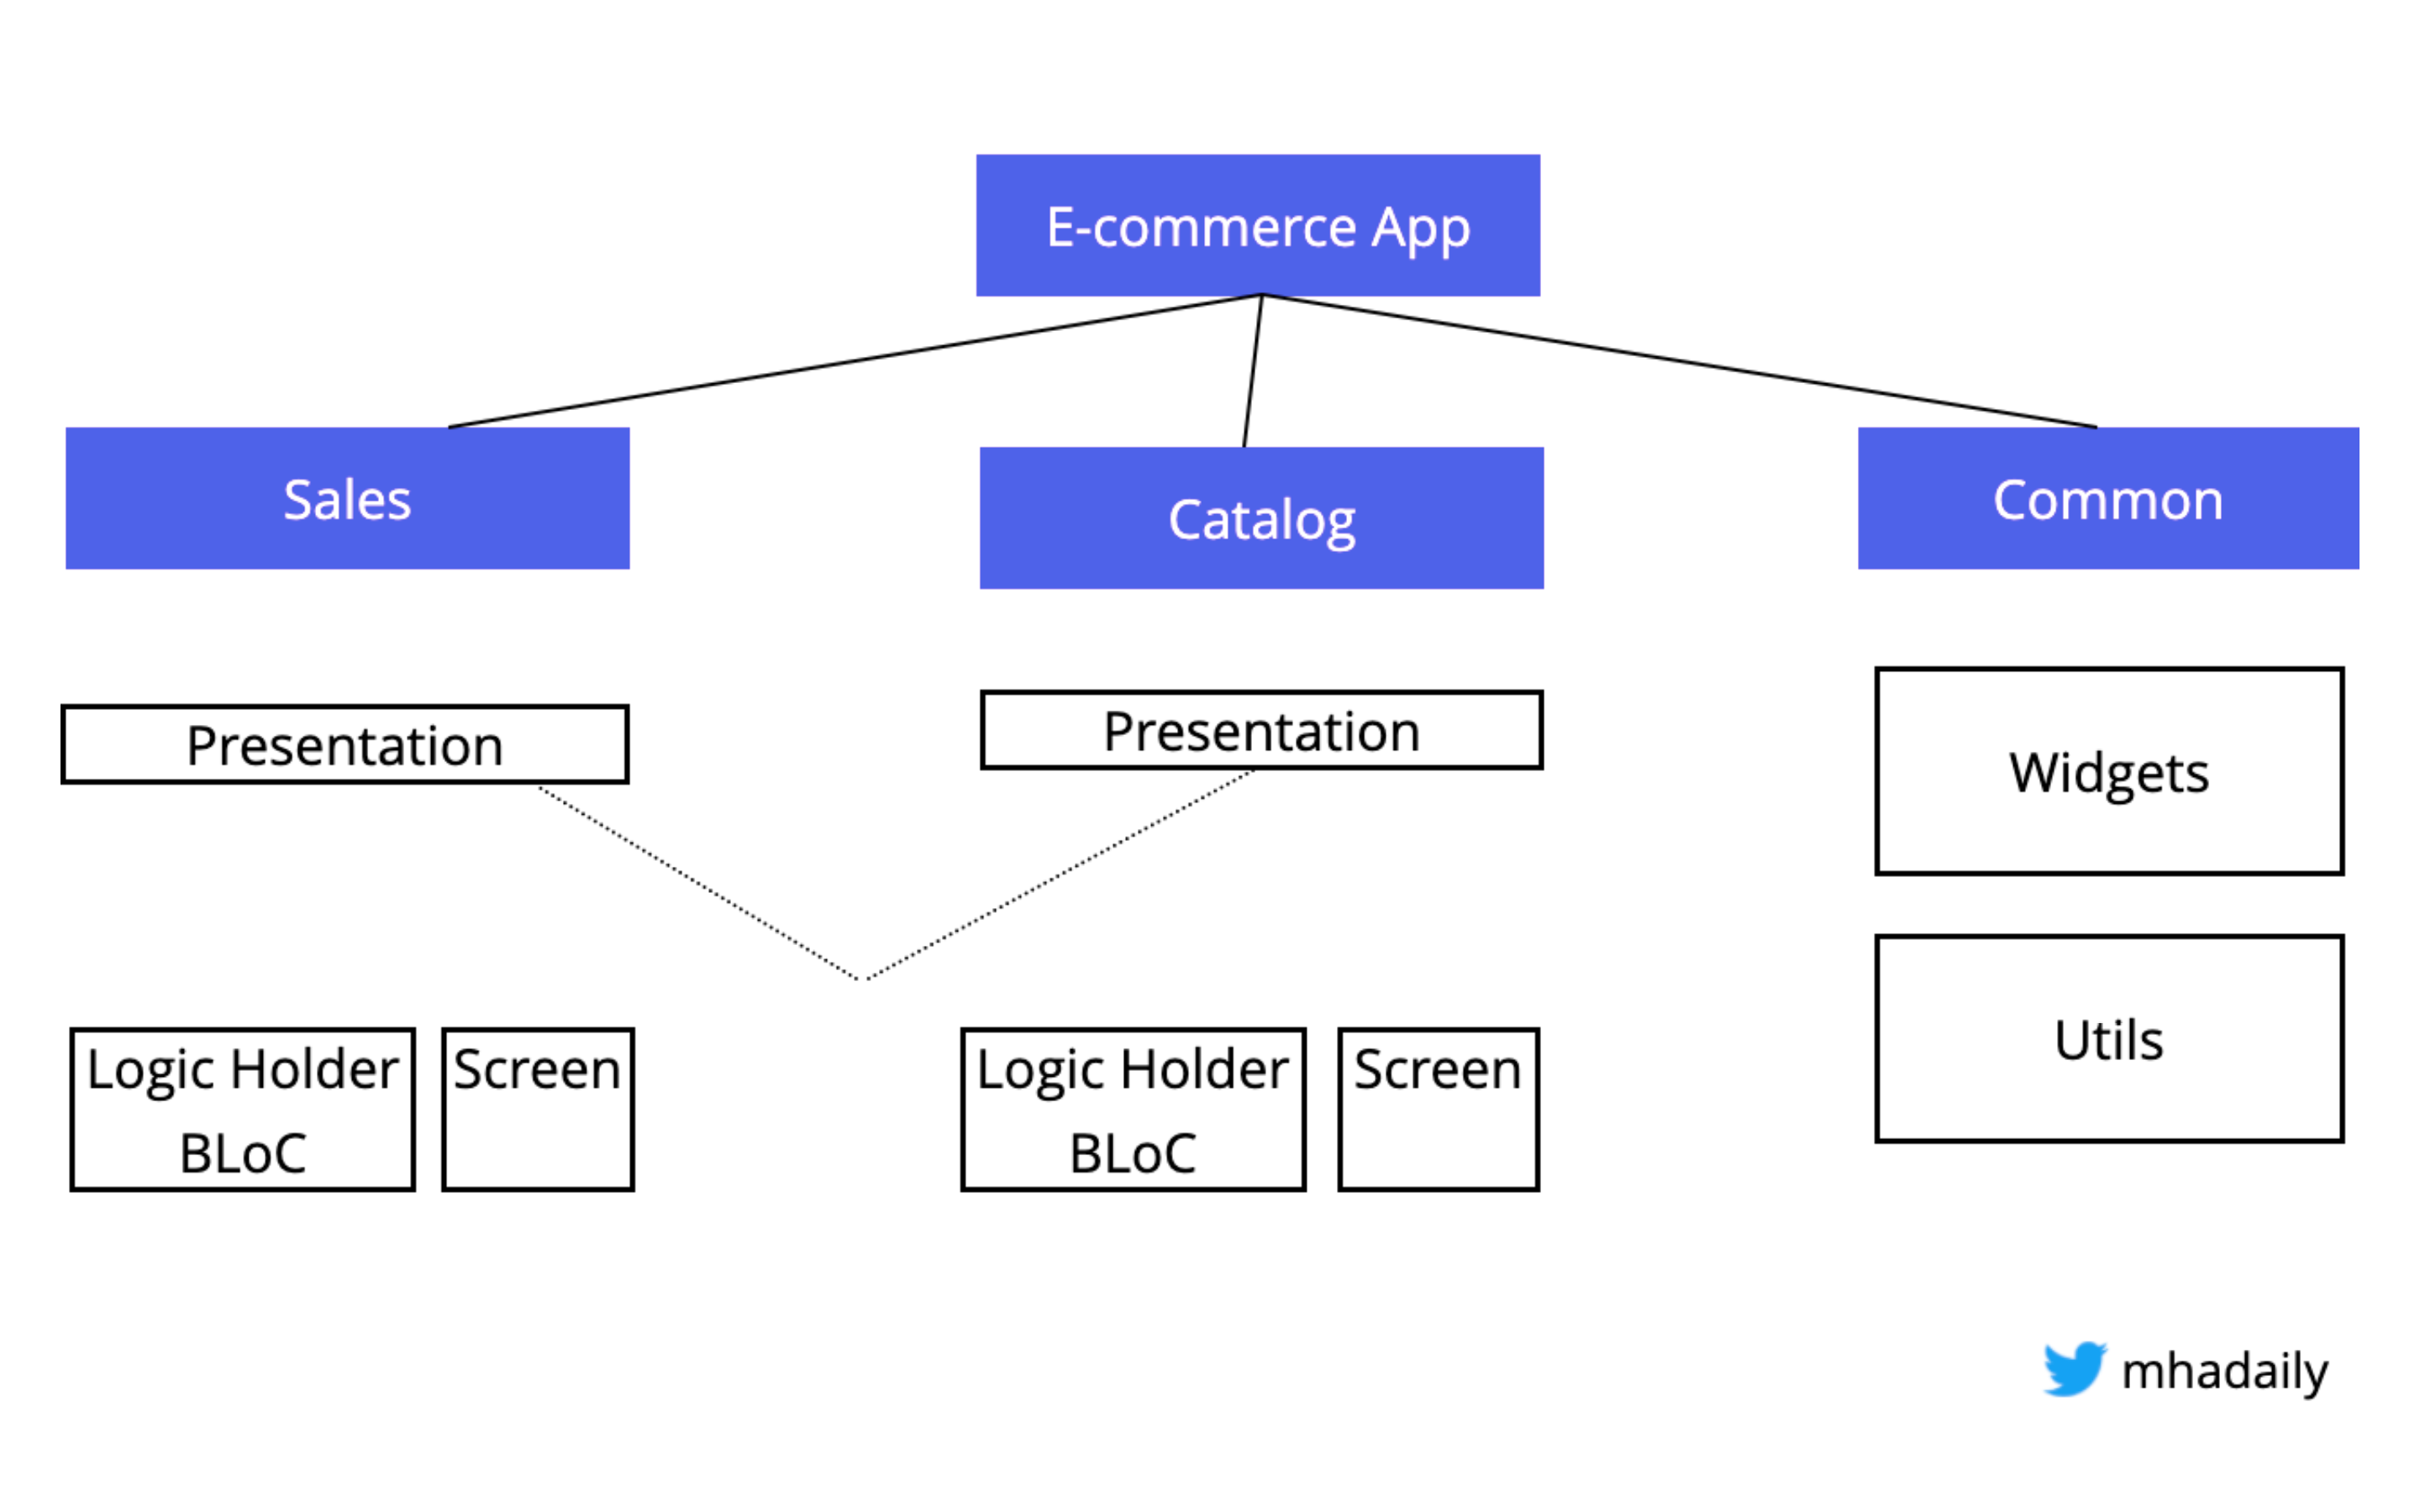 E-commerce App
Sales
Catalog
Common
Presentation
Presentation
Widgets
Logic Holder
BLoC
Screen
Logic Holder
BLoC
Screen
Utils
mhadaily